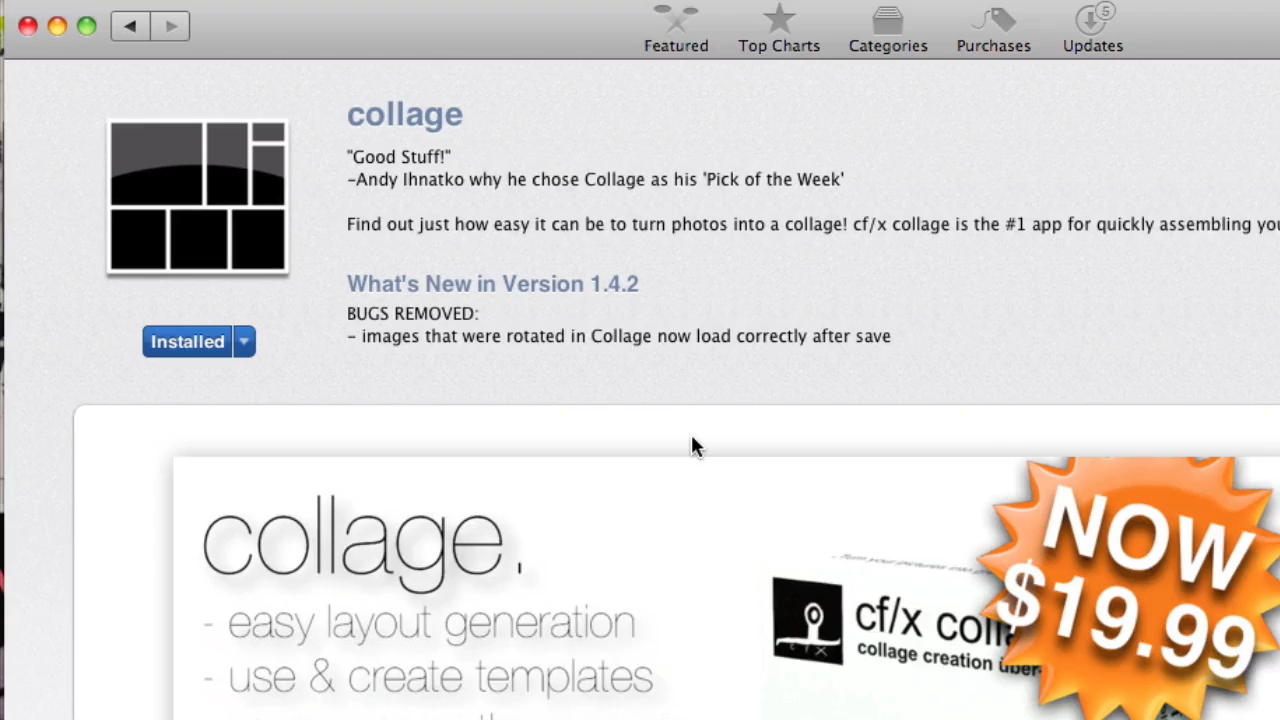 Featured Top Charts Categories Purchases Updates 5
collage
"Good Stuff!"
-Andy Ihnatko why he chose Collage as his 'Pick of the Week'
Find out just how easy it can be to turn photos into a collage! cf/x collage is the #1 app for quickly assembling
What's New in Version 1.4.2
BUGS REMOVED:
- images that were rotated in Collage now load correctly after save
Installed
collage.
- easy layout generation
- use & create templates
cf/x
collage creation
NOW
$19.99